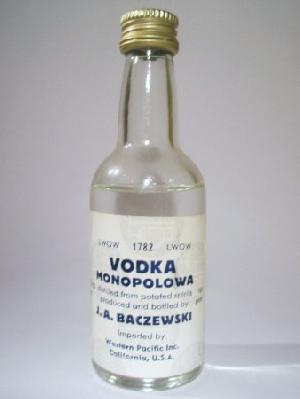 LWOW 1782 LWOW
VODKA
MONOPOLOWA
distilled from potatoe spirits
produced and bottled by
J.A. BACZEWSKI
Imported by
Western Pacific Inc.
California, U.S.A.